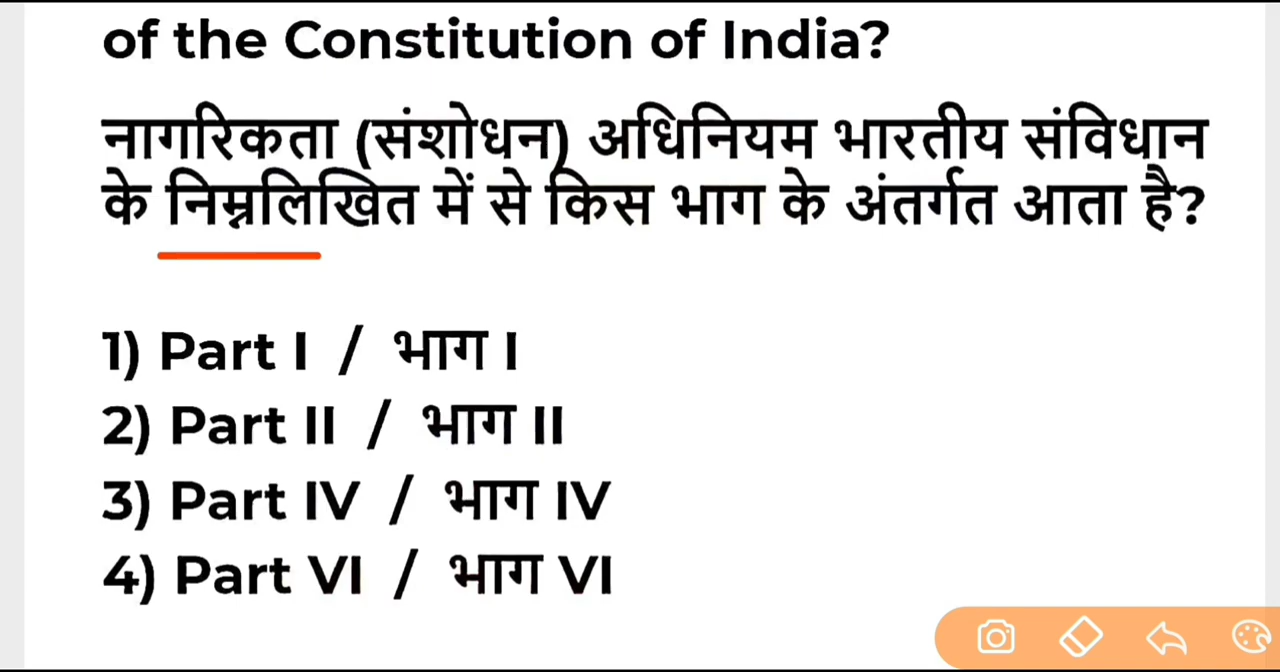 of the Constitution of India?
नागरिकता (संशोधन) अधिनियम भारतीय संविधान
के निम्नलिखित में से किस भाग के अंतर्गत आता है?
1) Part I / भाग I
2) Part II / भाग II
3) Part IV / भाग IV
4) Part VI / भाग VI